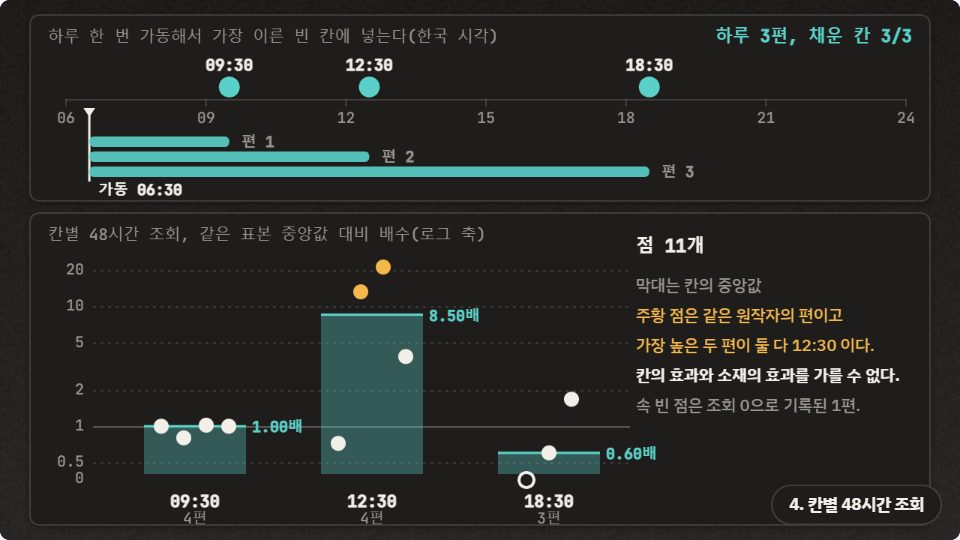 하루 한 번 가동해서 가장 이른 빈 칸에 넣는다(한국 시각)
하루 3편, 채운 칸 3/3
09:30
12:30
18:30
06
09
12
15
18
21
24
편 1
편 2
편 3
가동 06:30
칸별 48시간 조회, 같은 표본 중앙값 대비 배수(로그 축)
점 11개
막대는 칸의 중앙값
주황 점은 같은 원작자의 편이고
가장 높은 두 편이 둘 다 12:30 이다.
칸의 효과와 소재의 효과를 가를 수 없다.
속 빈 점은 조회 0으로 기록된 1편.
20
10
5
2
1
0.5
0
1.00배
8.50배
0.60배
09:30
4편
12:30
4편
18:30
3편
4. 칸별 48시간 조회